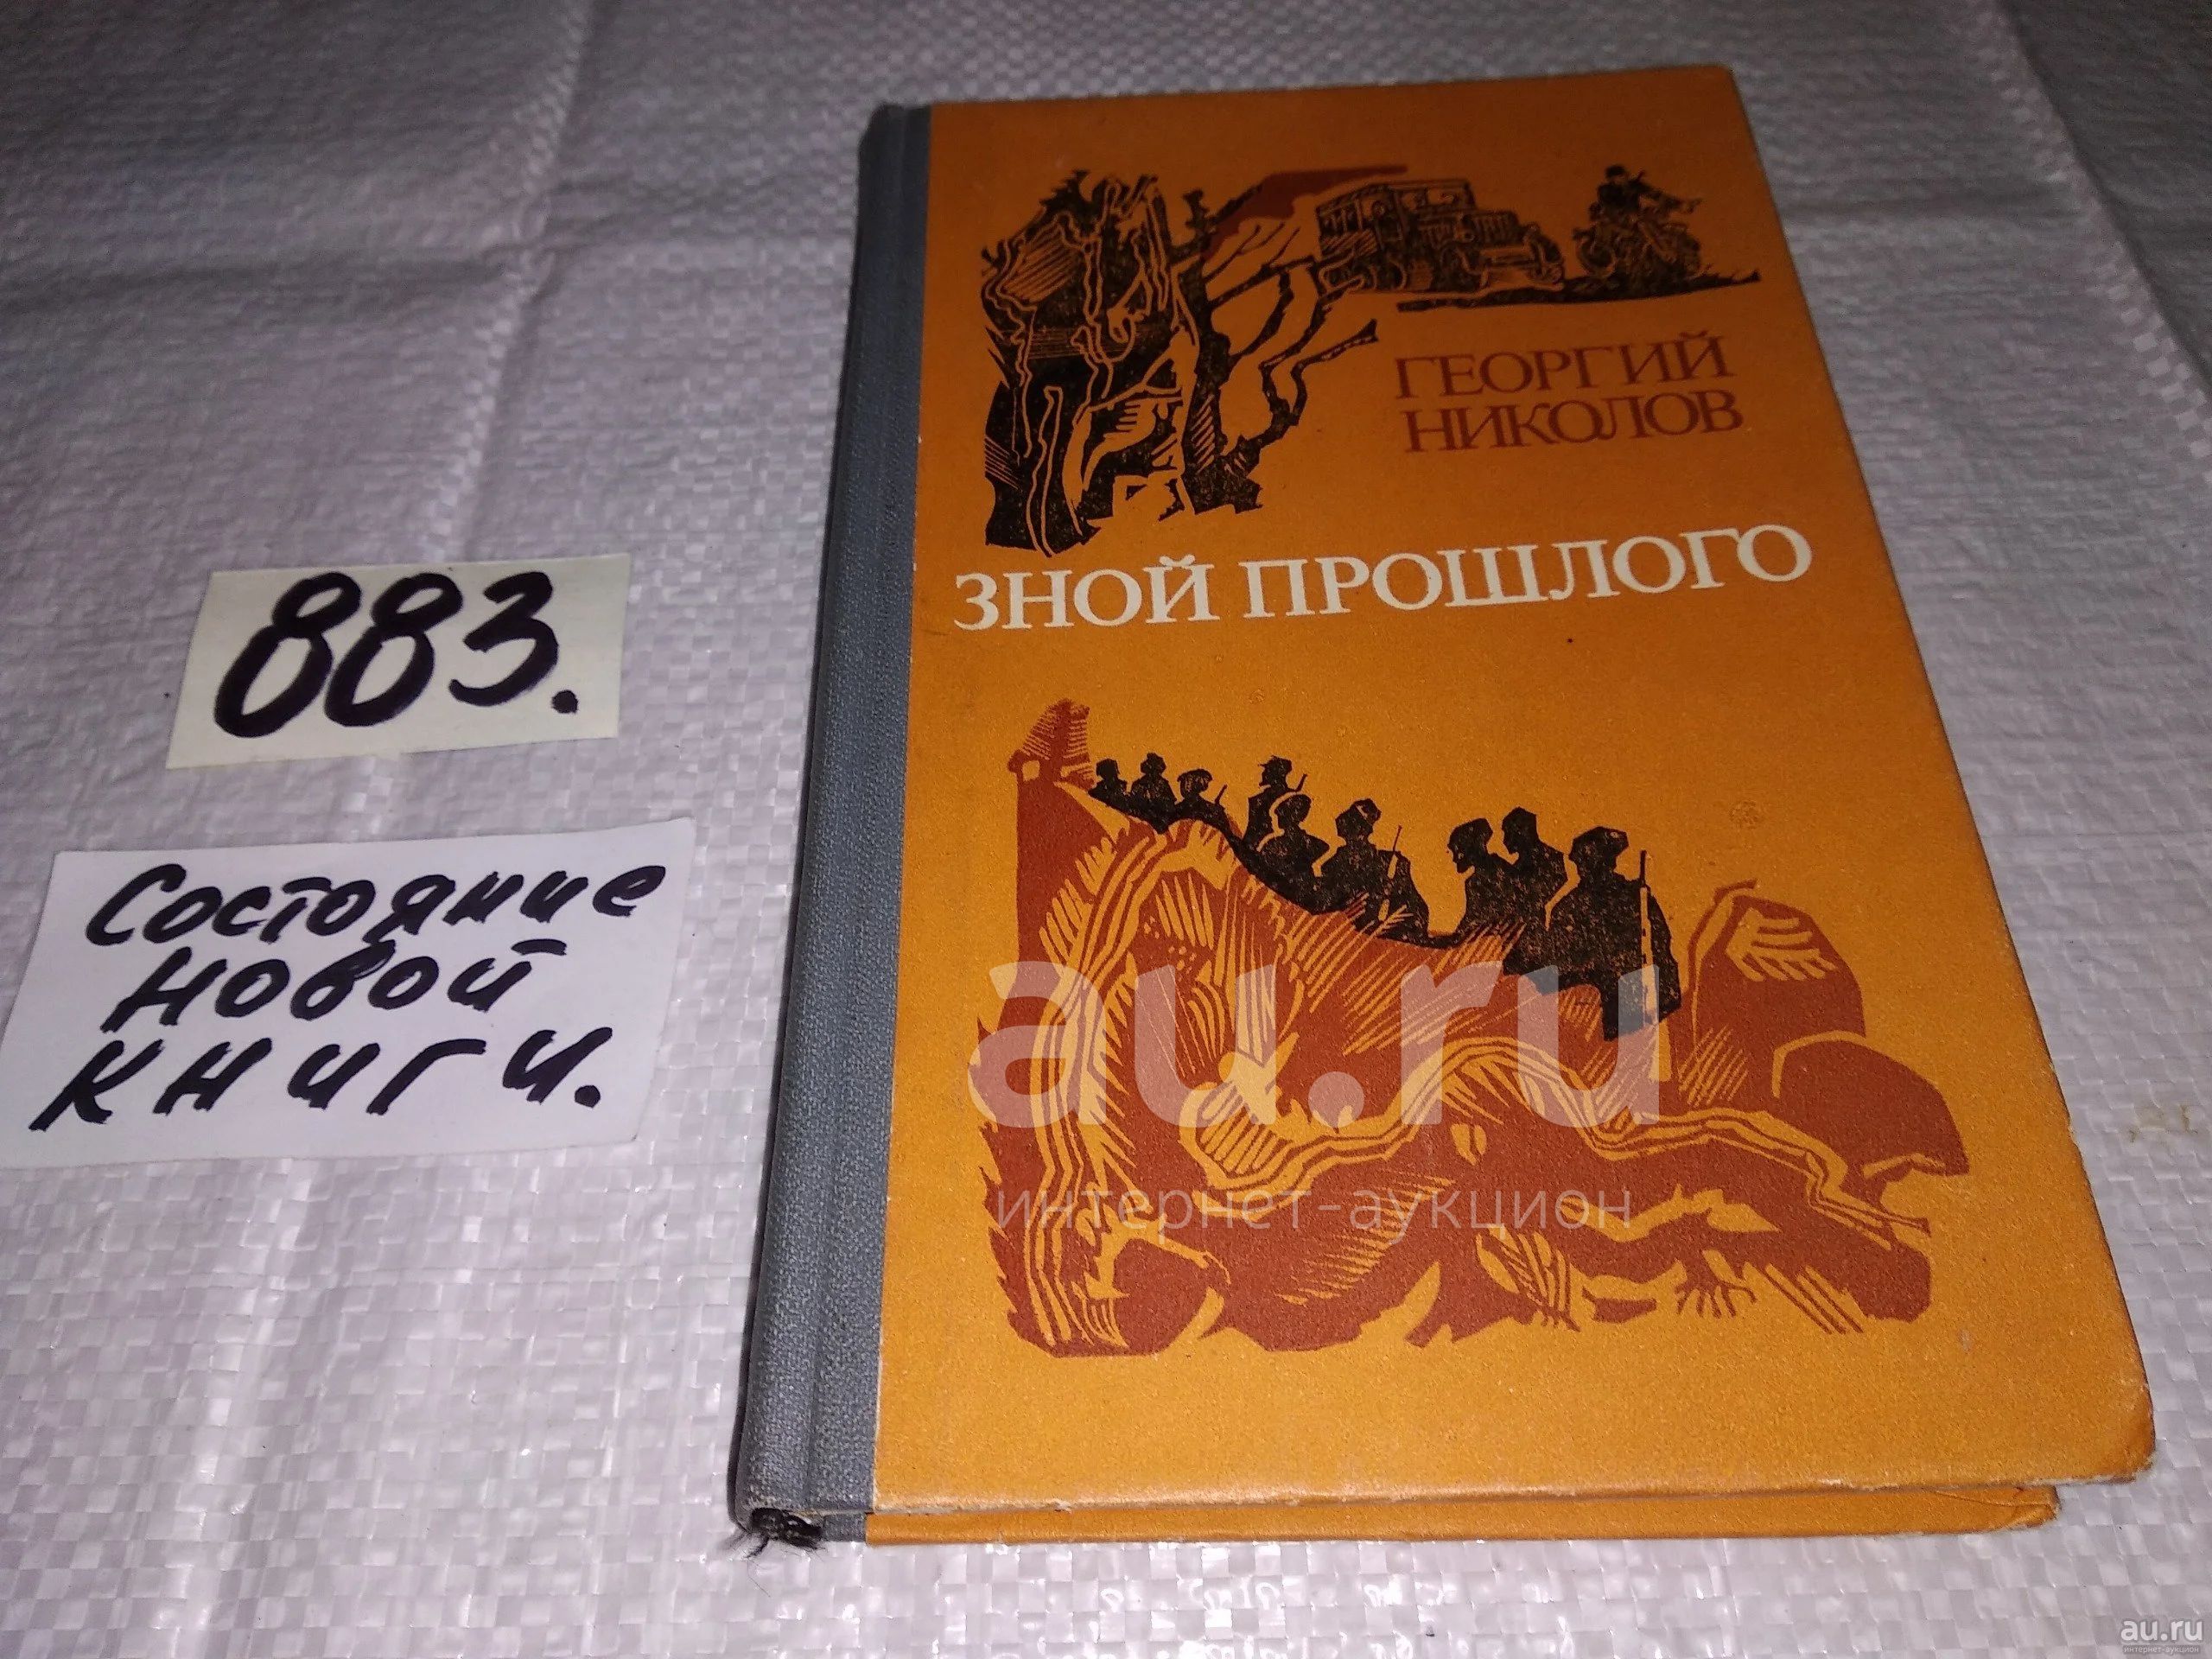 ГЕОРГИЙ
НИКОЛОВ
ЗНОЙ ПРОШЛОГО
883.
Состояние
новой
книги.
au.ru
интернет-аукцион
au.ru
интернет-аукцион